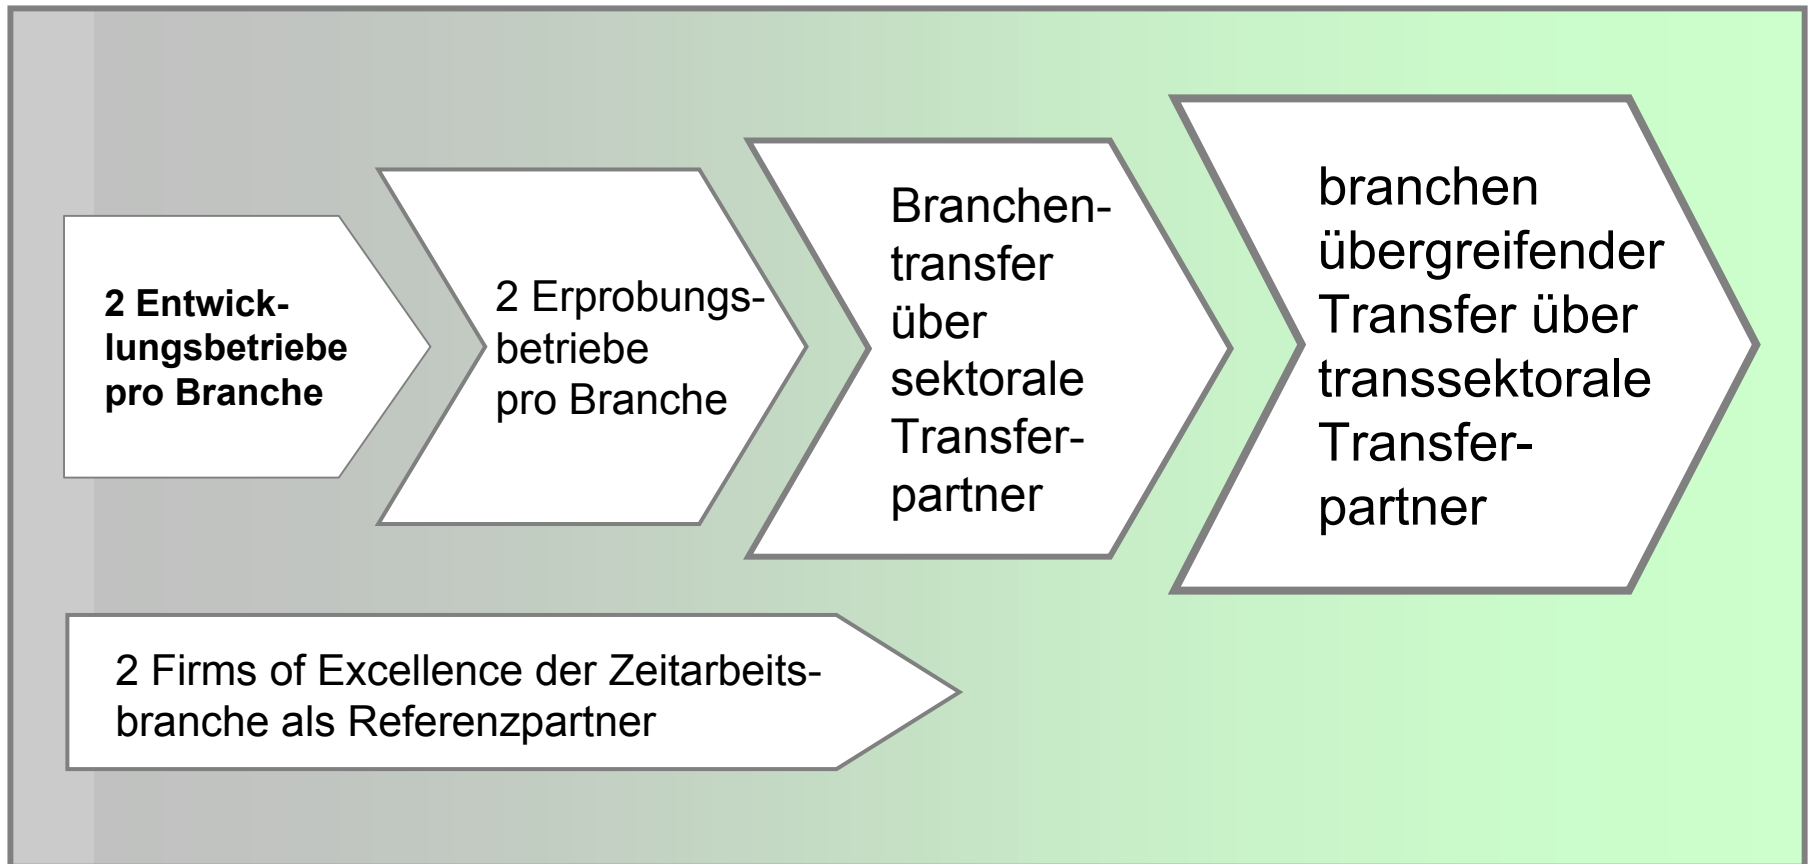 2 Entwick-
lungsbetriebe
pro Branche
2 Erprobungs-
betriebe
pro Branche
Branchen-
transfer
über
sektorale
Transfer-
partner
branchen
übergreifender
Transfer über
transsektorale
Transfer-
partner
2 Firms of Excellence der Zeitarbeits-
branche als Referenzpartner